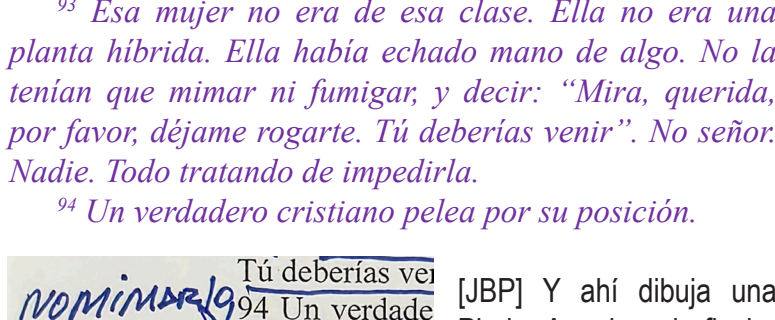 93 Esa mujer no era de esa clase. Ella no era una
planta híbrida. Ella había echado mano de algo. No la
tenían que mimar ni fumigar, y decir: “Mira, querida,
por favor, déjame rogarte. Tú deberías venir”. No señor.
Nadie. Todo tratando de impedirla.
94 Un verdadero cristiano pelea por su posición.
Tú deberías ver
94 Un verdade
[JBP] Y ahí dibuja una